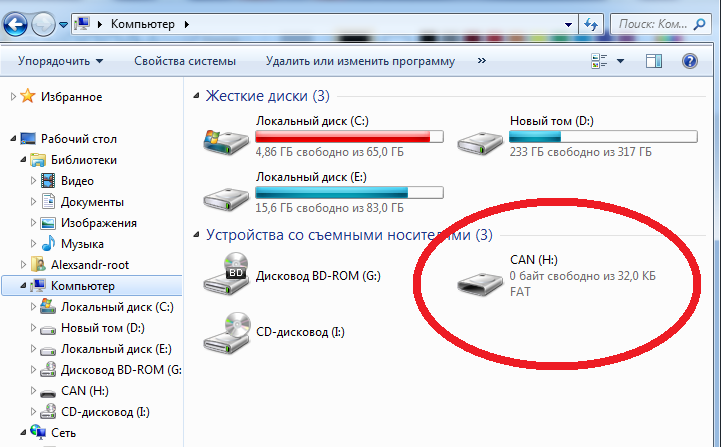 Компьютер
Поиск: Ком...
Упорядочить
Свойства системы
Удалить или изменить программу
»
Избранное
Рабочий стол
Библиотеки
Видео
Документы
Изображения
Музыка
Alexsandr-root
Компьютер
Локальный диск (C:)
Новый том (D:)
Локальный диск (E:)
Дисковод BD-ROM (G:
CAN (H:)
CD-дисковод (I:)
Сеть
Жесткие диски (3)
Локальный диск (C:)
4,86 ГБ свободно из 65,0 ГБ
Новый том (D:)
233 ГБ свободно из 317 ГБ
Локальный диск (E:)
15,6 ГБ свободно из 83,0 ГБ
Устройства со съемными носителями (3)
BD
Дисковод BD-ROM (G:)
CAN (H:)
0 байт свободно из 32,0 КБ
FAT
CD-дисковод (I:)